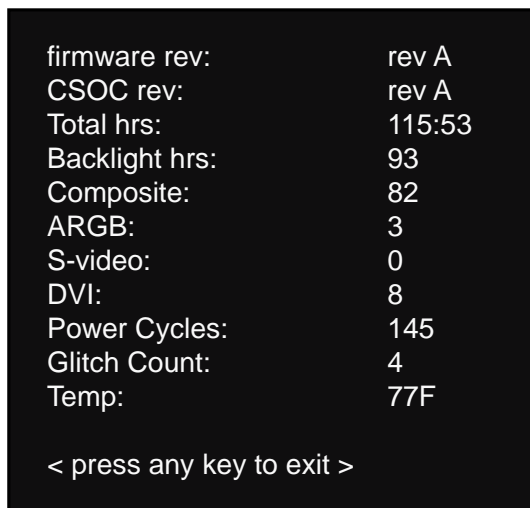 firmware rev: rev A
CSOC rev: rev A
Total hrs: 115:53
Backlight hrs: 93
Composite: 82
ARGB: 3
S-video: 0
DVI: 8
Power Cycles: 145
Glitch Count: 4
Temp: 77F
< press any key to exit >